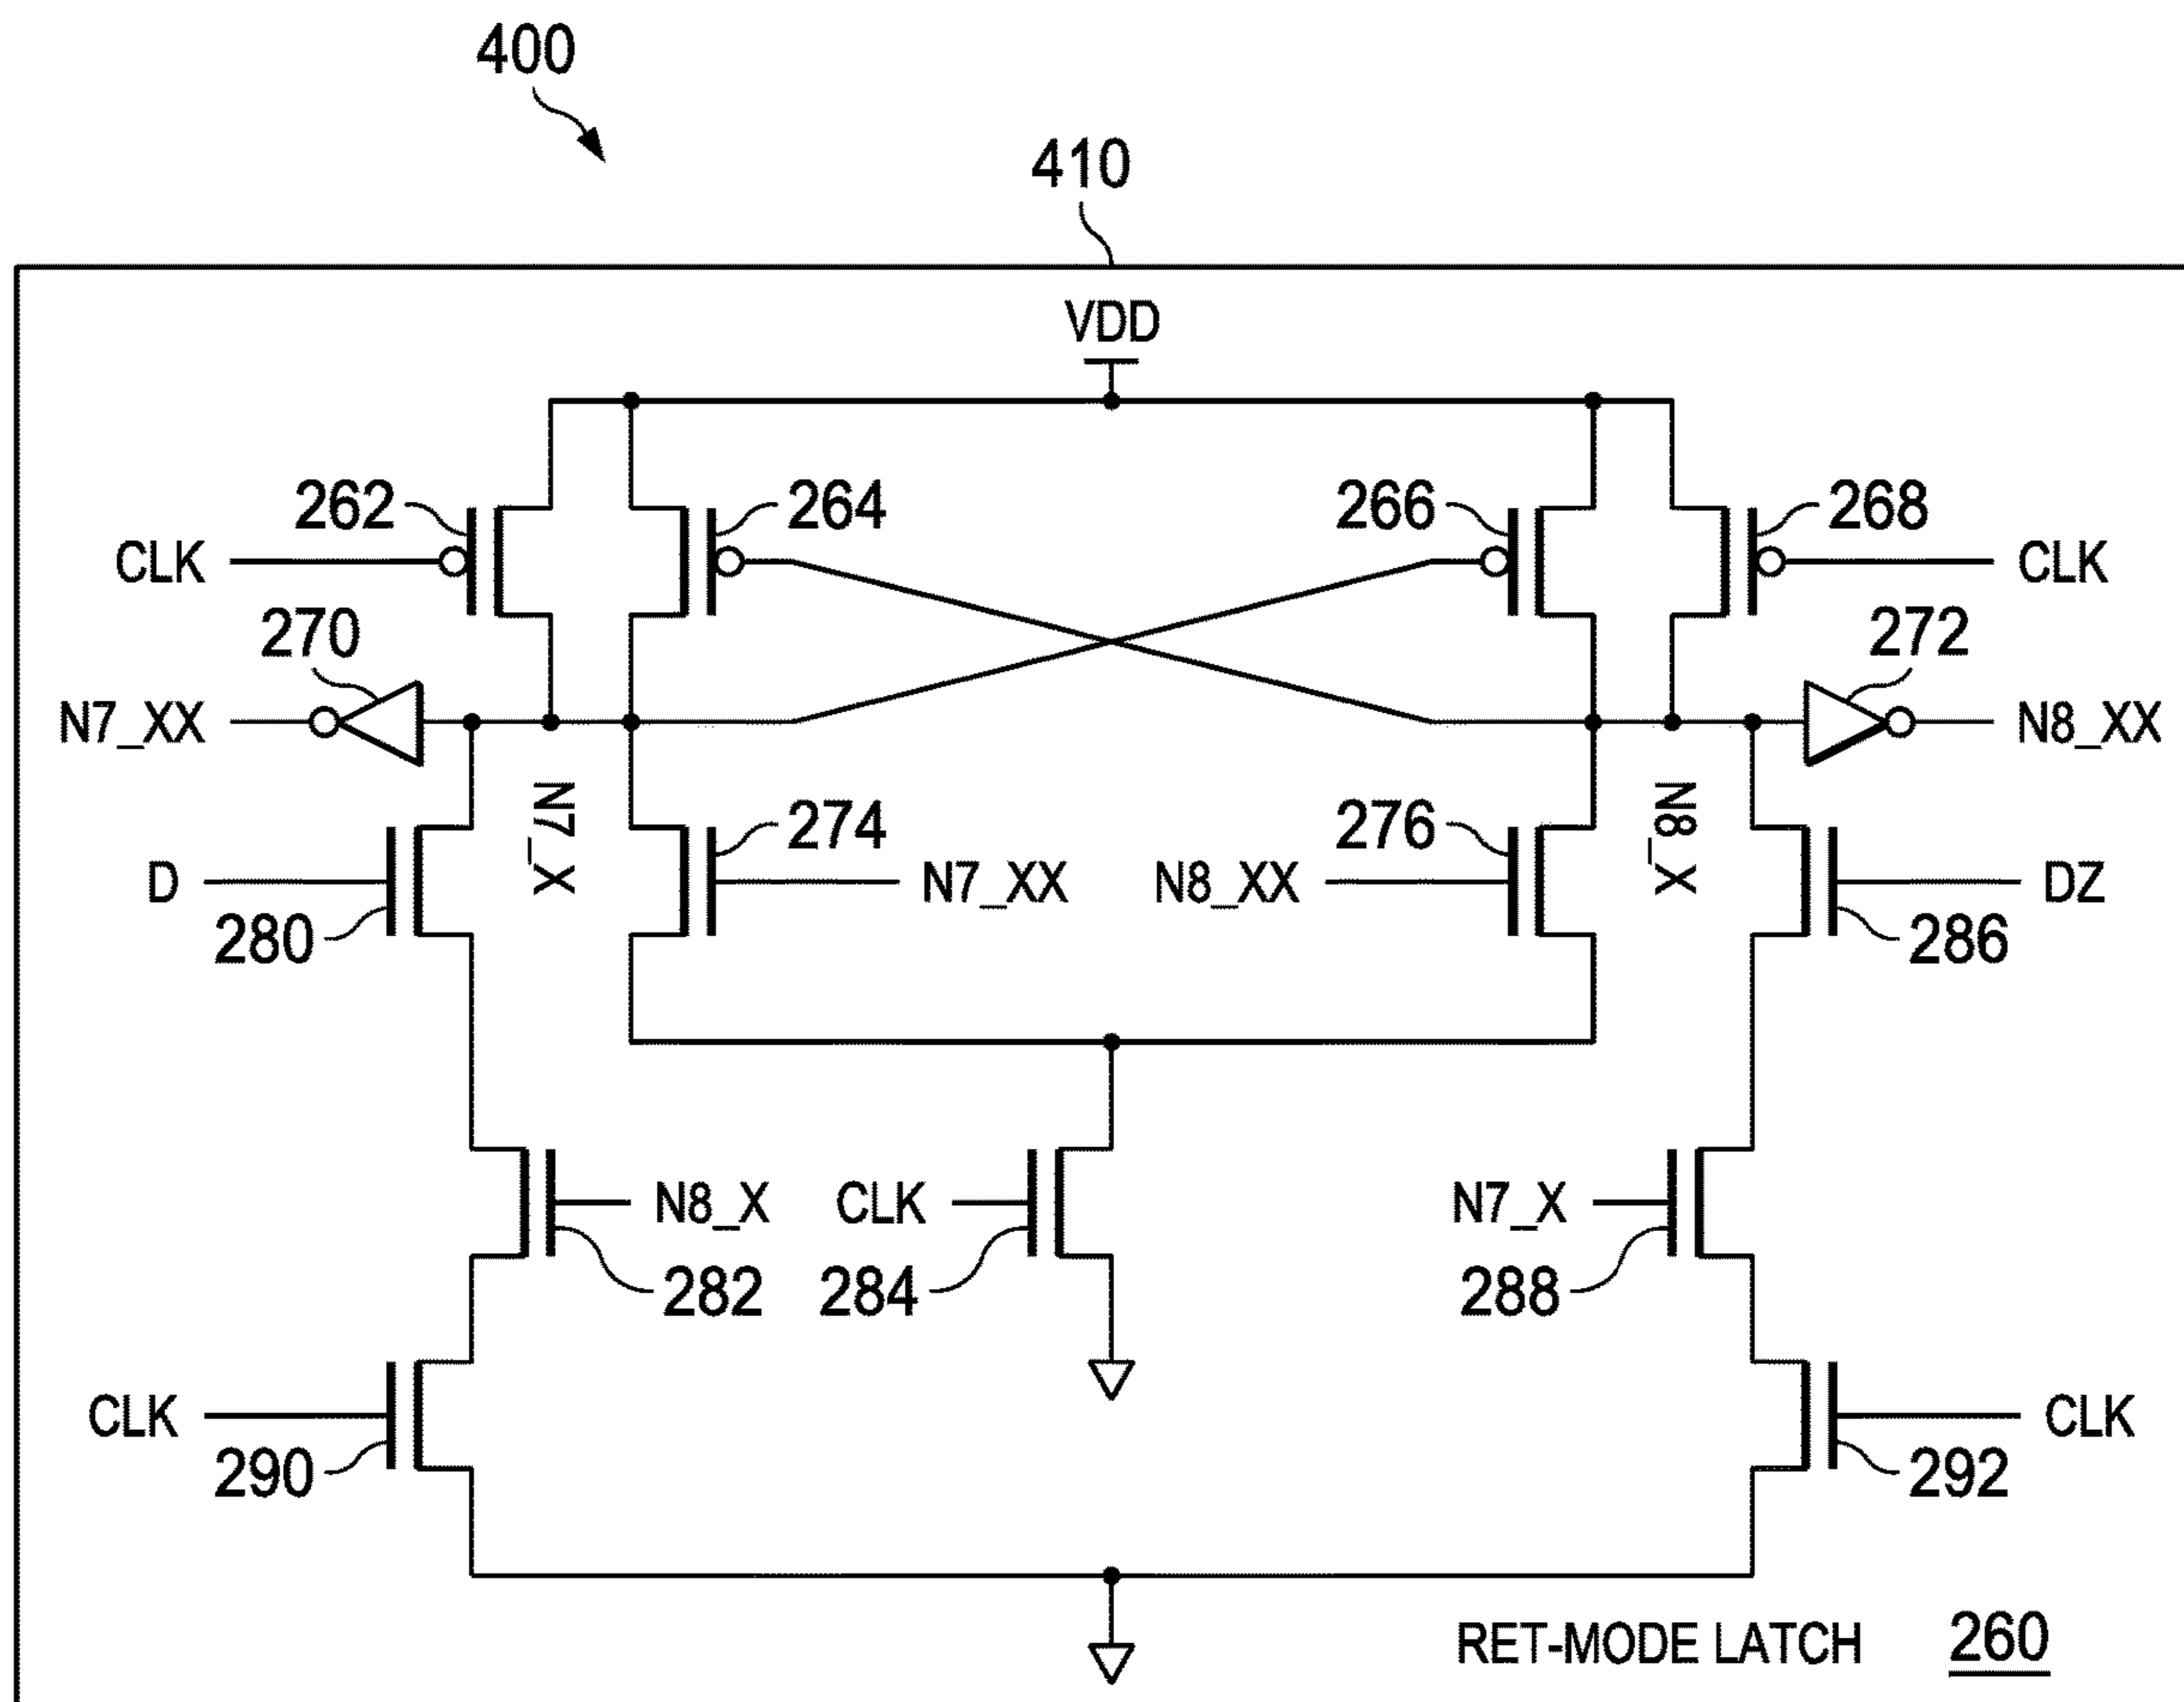 400
410
VDD
262
264
266
268
CLK
CLK
270
272
N7_XX
N8_XX
N7_X
N8_X
274
276
D
N7_XX
N8_XX
DZ
280
286
N8_X
CLK
N7_X
282
284
288
CLK
CLK
290
292
RET-MODE LATCH 260